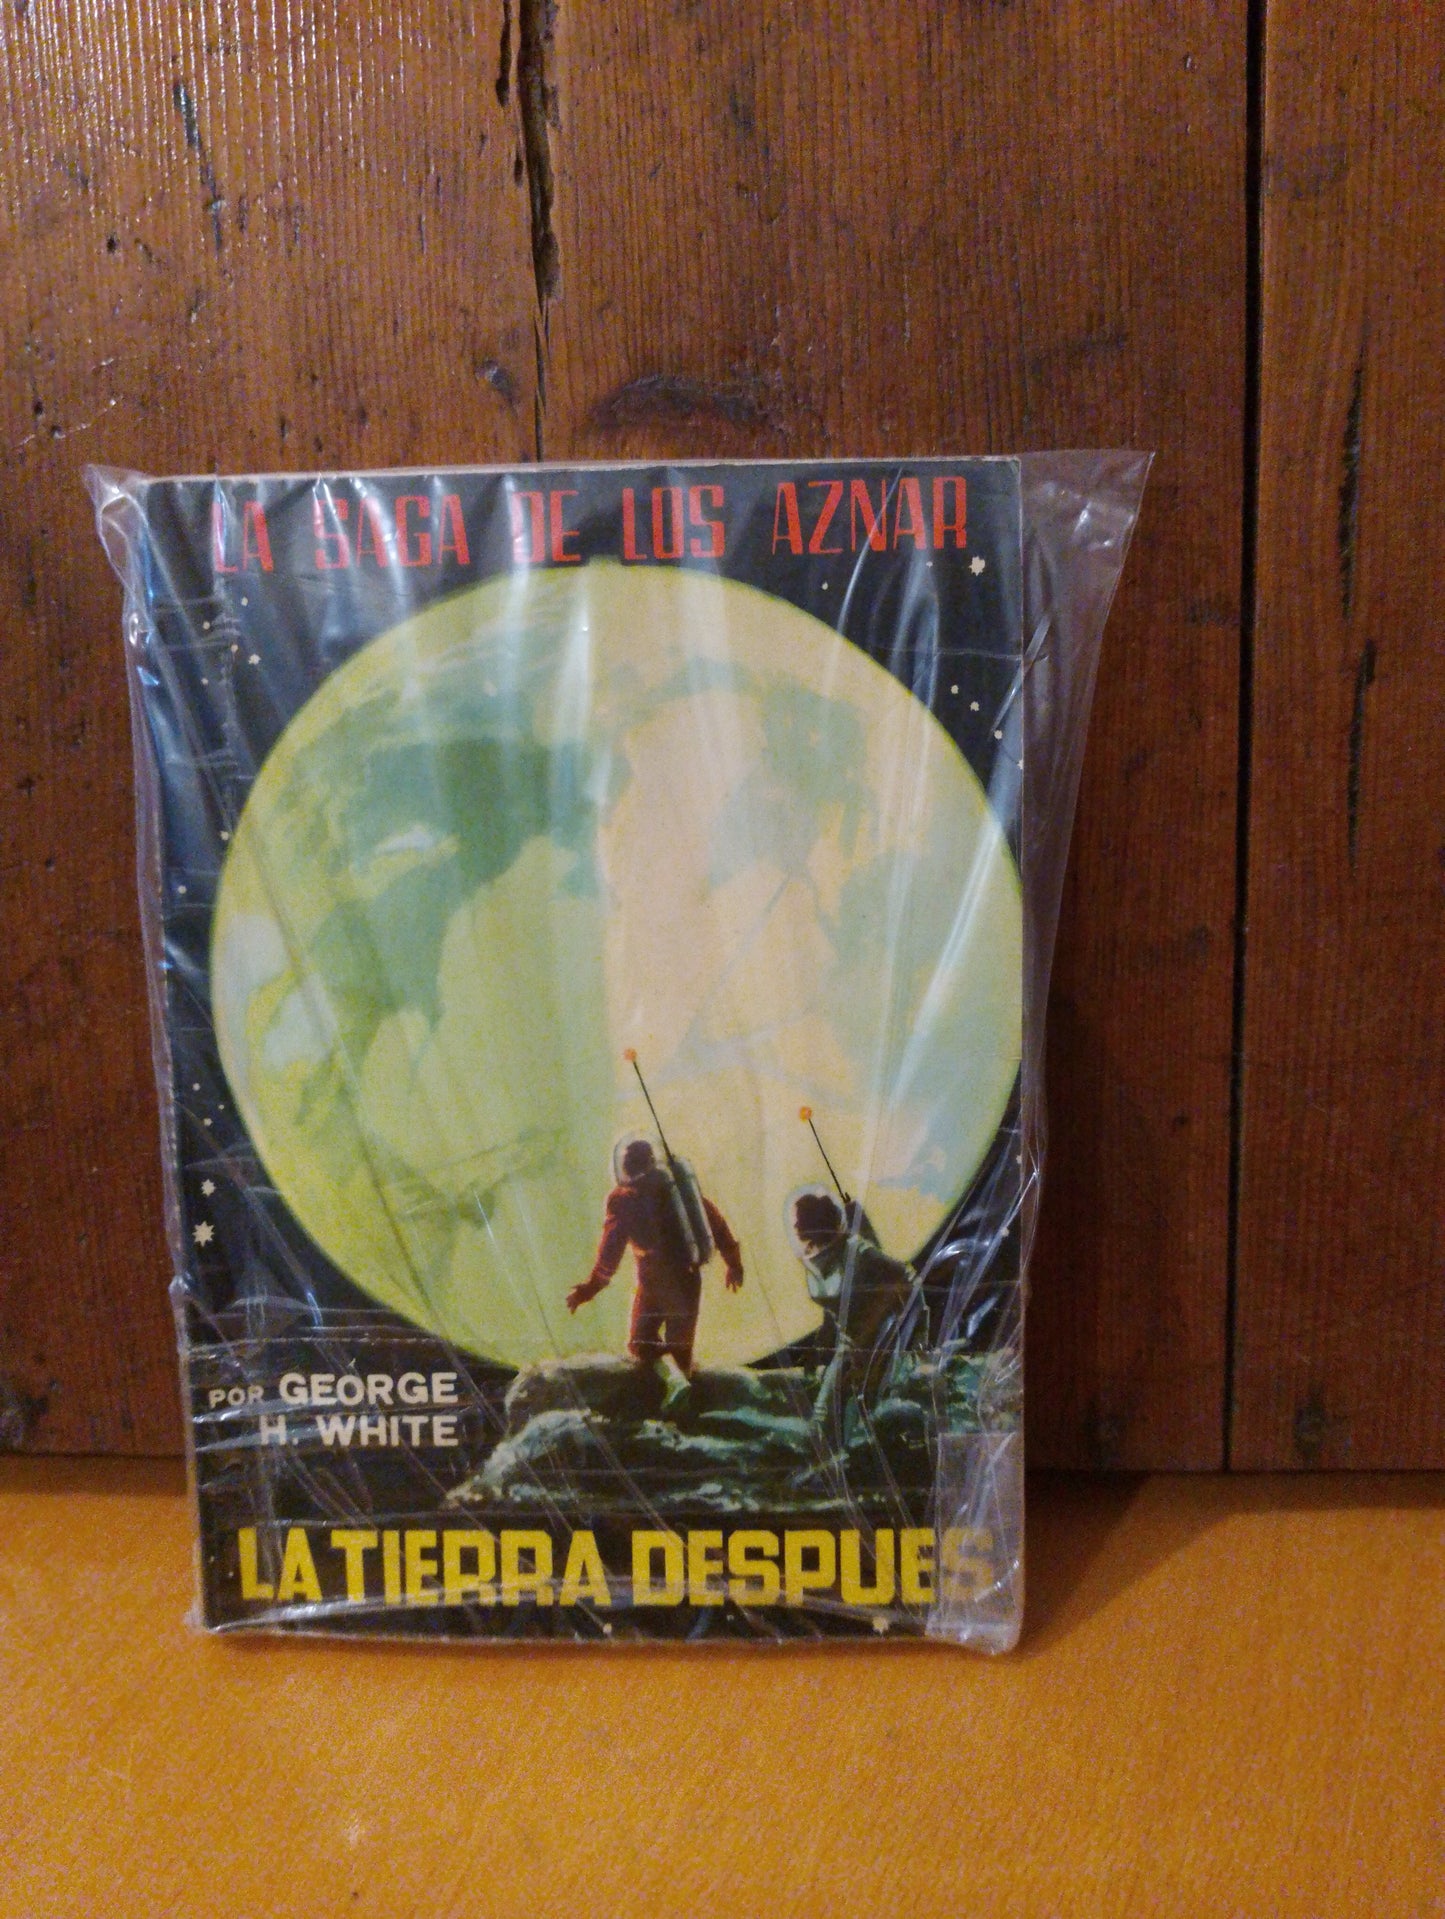 LA SAGA DE LOS AZNAR
POR GEORGE
H. WHITE
LA TIERRA DESPUES